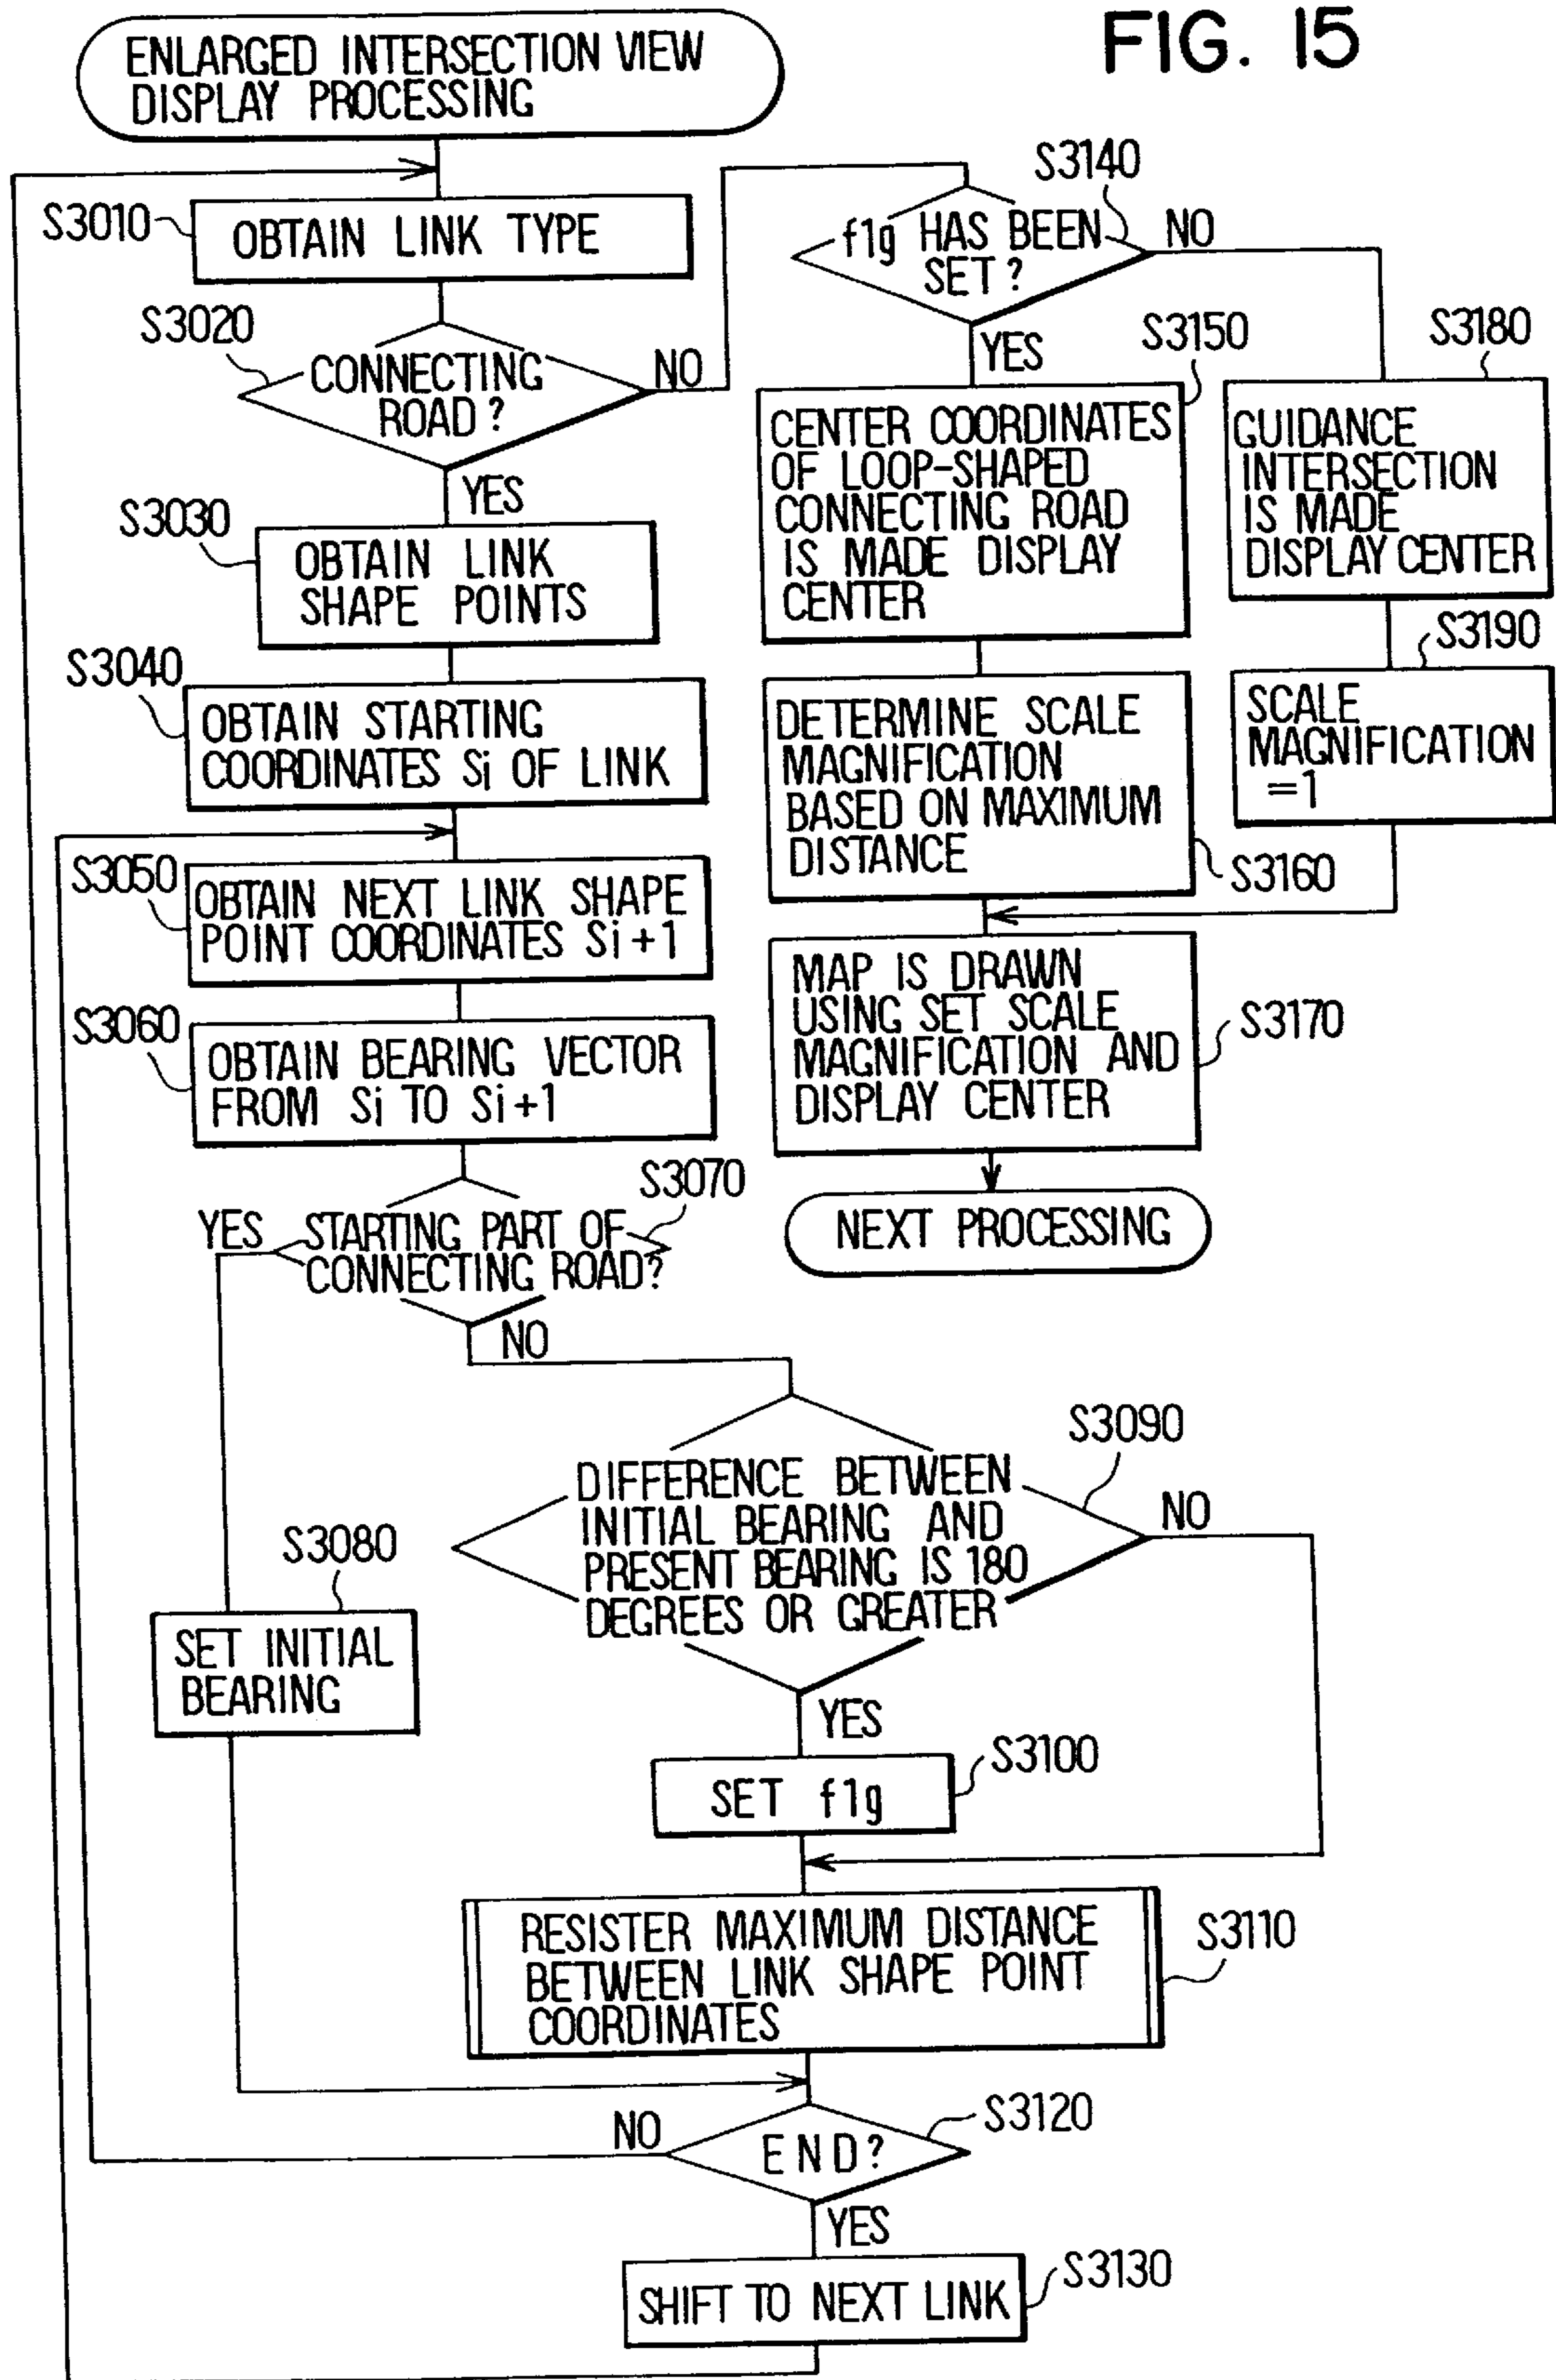 FIG. 15
ENLARGED INTERSECTION VIEW
DISPLAY PROCESSING
S3010
OBTAIN LINK TYPE
S3020
CONNECTING
ROAD?
NO
YES
S3030
OBTAIN LINK
SHAPE POINTS
S3040
OBTAIN STARTING
COORDINATES Si OF LINK
S3050
OBTAIN NEXT LINK SHAPE
POINT COORDINATES Si+1
S3060
OBTAIN BEARING VECTOR
FROM Si TO Si+1
S3070
YES
STARTING PART OF
CONNECTING ROAD?
NO
S3080
SET INITIAL
BEARING
S3090
DIFFERENCE BETWEEN
INITIAL BEARING AND
PRESENT BEARING IS 180
DEGREES OR GREATER
NO
YES
S3100
SET f1g
S3110
RESISTER MAXIMUM DISTANCE
BETWEEN LINK SHAPE POINT
COORDINATES
S3120
NO
END?
YES
S3130
SHIFT TO NEXT LINK
S3140
f1g HAS BEEN
SET?
NO
YES
S3150
CENTER COORDINATES
OF LOOP-SHAPED
CONNECTING ROAD
IS MADE DISPLAY
CENTER
S3160
DETERMINE SCALE
MAGNIFICATION
BASED ON MAXIMUM
DISTANCE
S3170
MAP IS DRAWN
USING SET SCALE
MAGNIFICATION AND
DISPLAY CENTER
NEXT PROCESSING
S3180
GUIDANCE
INTERSECTION
IS MADE
DISPLAY CENTER
S3190
SCALE
MAGNIFICATION
=1